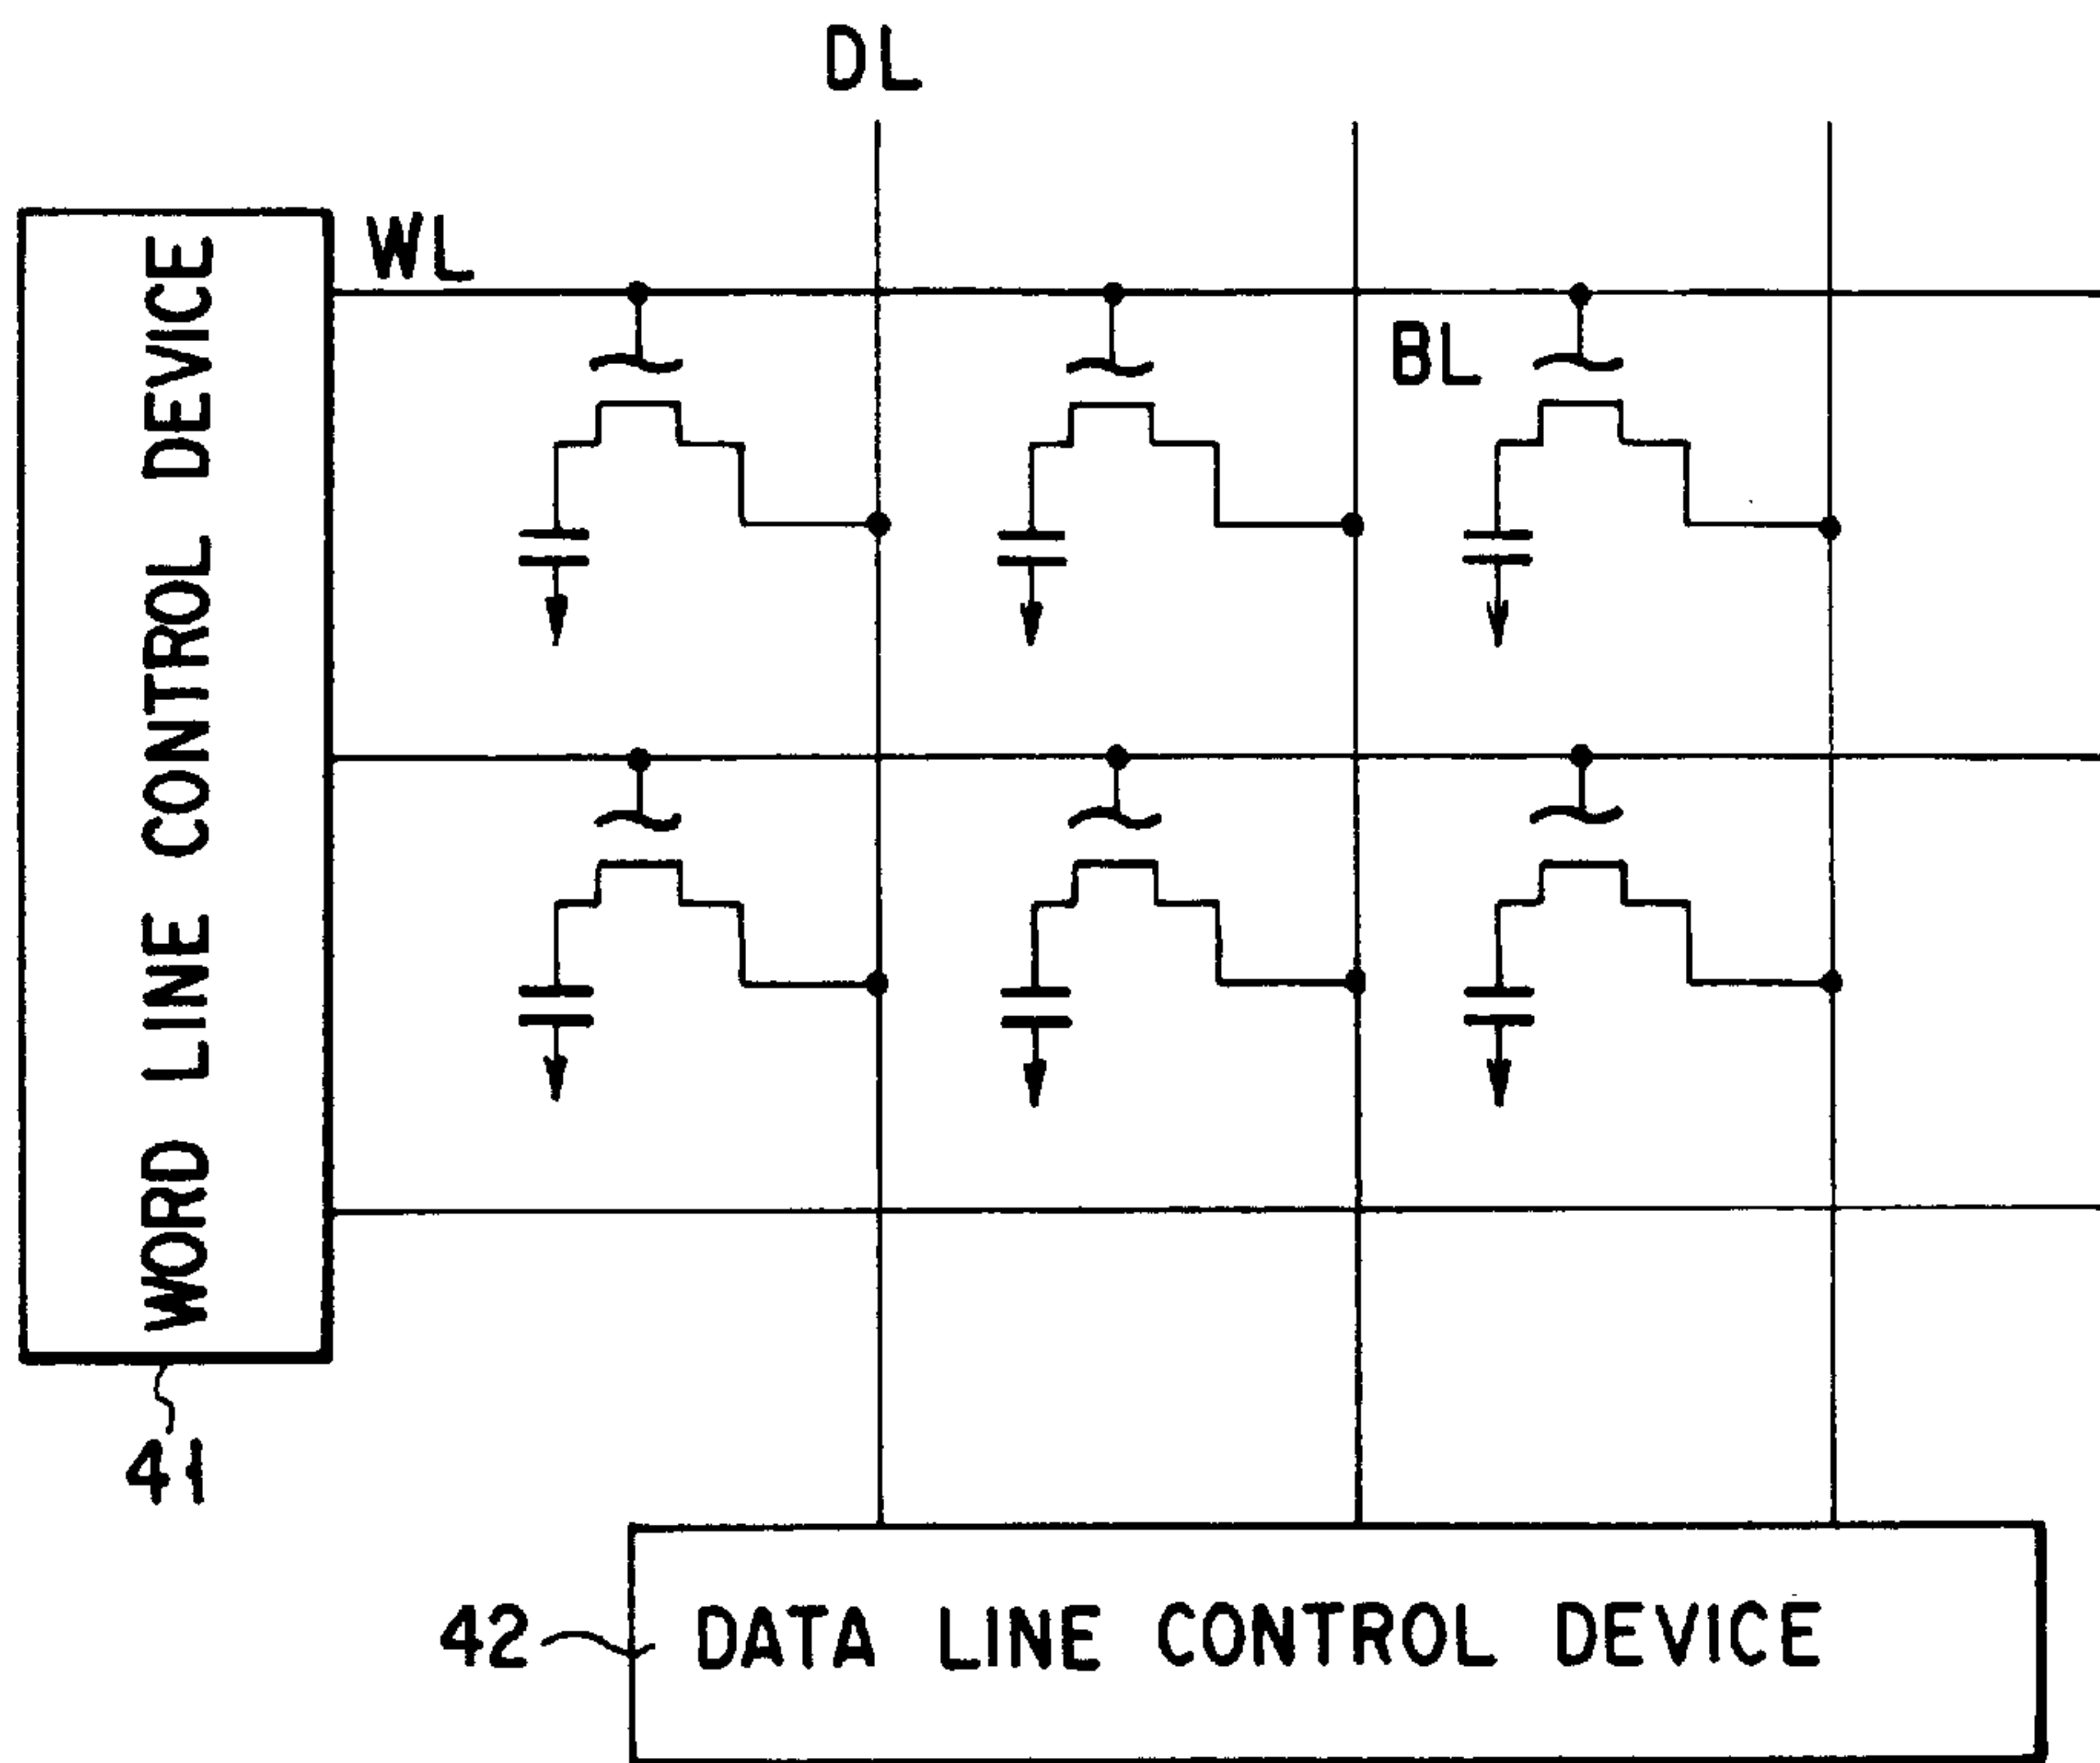 DL
WL
BL
WORD LINE CONTROL DEVICE
41
42
DATA LINE CONTROL DEVICE